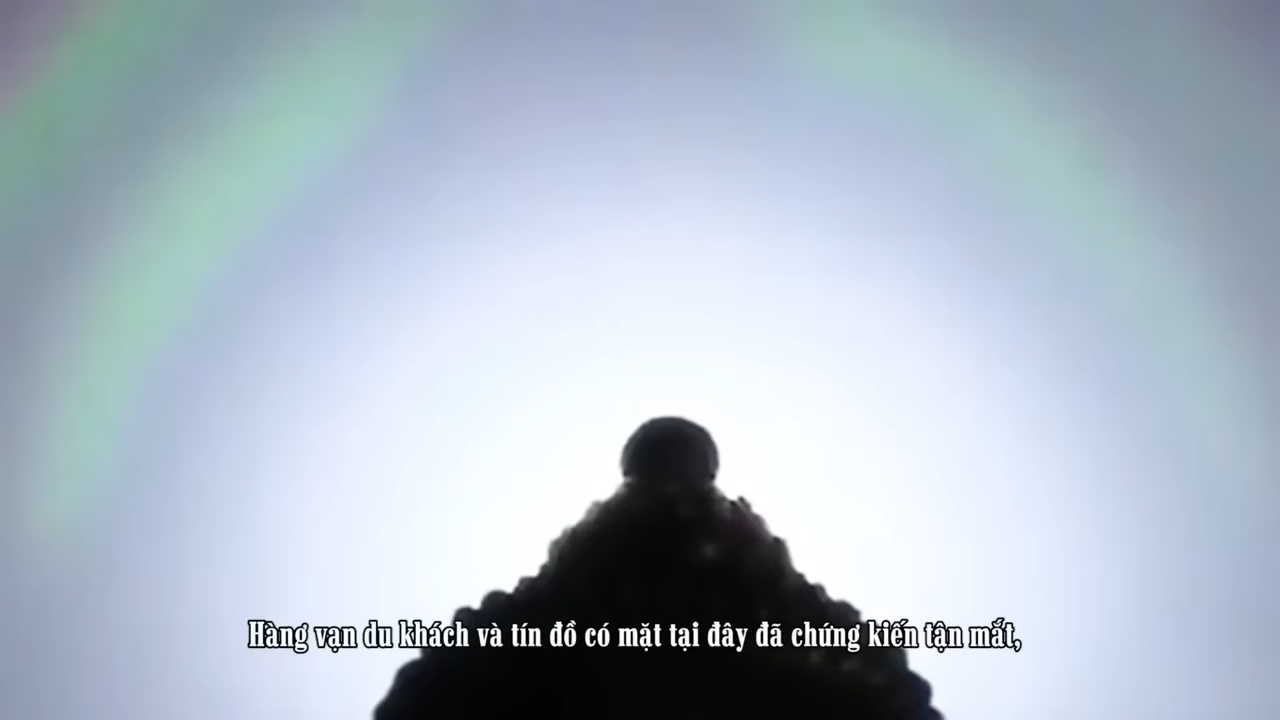 Hàng vạn du khách và tín đồ có mặt tại đây đã chứng kiến tận mắt,